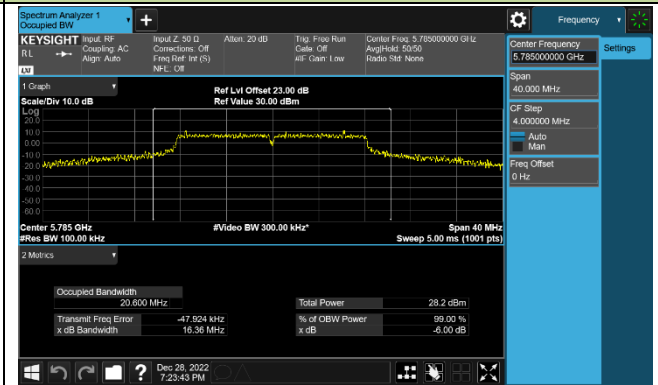 Spectrum Analyzer 1
Occupied BW
+
Frequency
KEYSIGHT
RL
LXI
Input: RF
Coupling: AC
Align: Auto
Input Z: 50 Ω
Corrections: Off
Freq Ref: Int (S)
NFE: Off
Atten: 20 dB
Trig: Free Run
Gate: Off
#IF Gain: Low
Center Freq: 5.785000000 GHz
Avg|Hold: 50/50
Radio Std: None
Center Frequency
5.785000000 GHz
Settings
Span
40.000 MHz
CF Step
4.000000 MHz
Auto
Man
Freq Offset
0 Hz
1 Graph
Scale/Div 10.0 dB
Ref Lvl Offset 23.00 dB
Ref Value 30.00 dBm
Log
20.0
10.0
0.00
-10.0
-20.0
-30.0
-40.0
-50.0
-60.0
Center 5.785 GHz
#Res BW 100.00 kHz
#Video BW 300.00 kHz*
Span 40 MHz
Sweep 5.00 ms (1001 pts)
2 Metrics
Occupied Bandwidth
20.600 MHz
Total Power 28.2 dBm
Transmit Freq Error -47.924 kHz
% of OBW Power 99.00 %
x dB Bandwidth 16.36 MHz
x dB -6.00 dB
?
Dec 28, 2022
7:23:43 PM